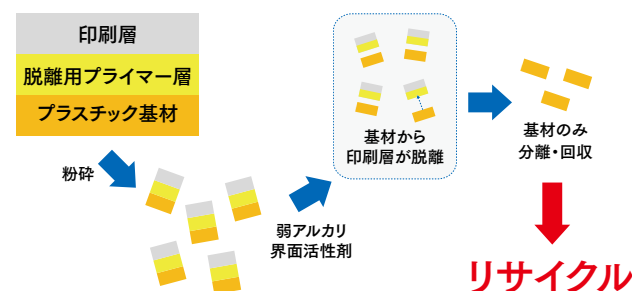 印刷層
脱離用プライマー層
プラスチック基材
粉砕
弱アルカリ
界面活性剤
基材から
印刷層が脱離
基材のみ
分離・回収
リサイクル